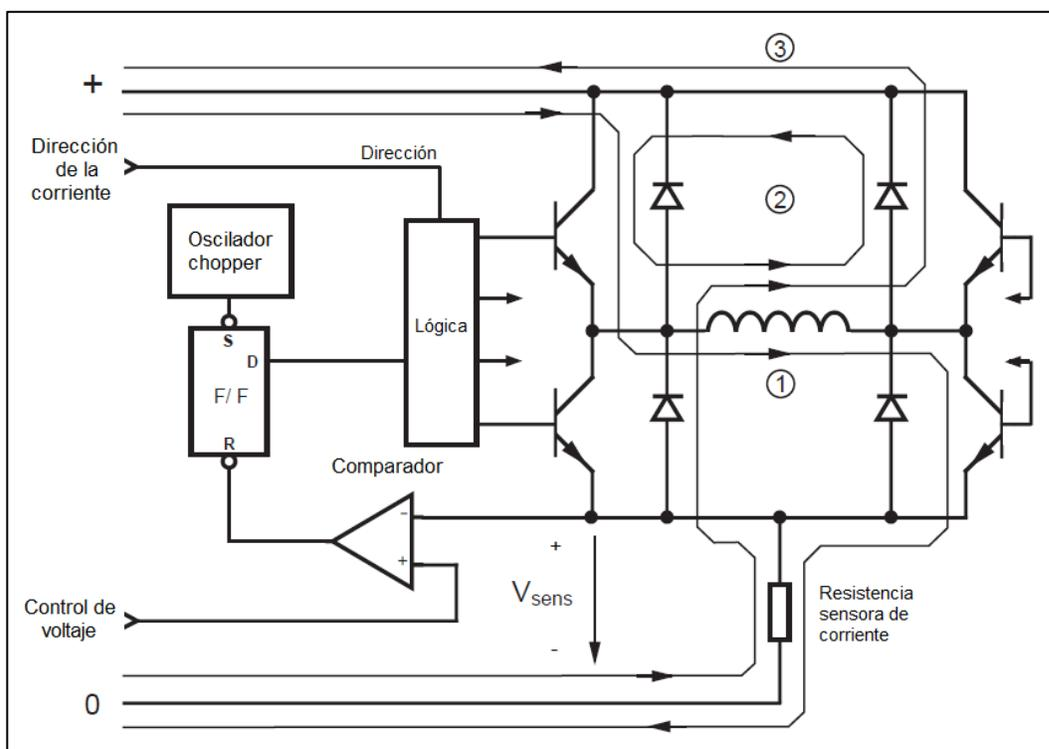 ③
+
Dirección
de la
corriente
Dirección
②
Oscilador
chopper
Lógica
S
D
F/ F
R
①
Comparador
-
+
+
Vsens
-
Control de
voltaje
Resistencia
sensora de
corriente
0